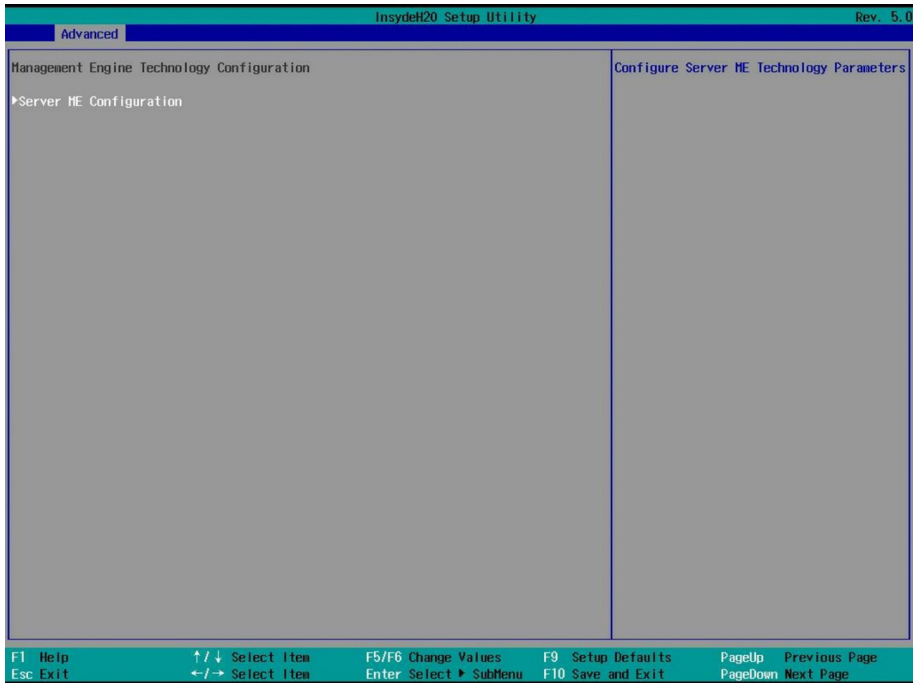 InsydeH2O Setup Utility Rev. 5.0
Advanced
Management Engine Technology Configuration
▶Server ME Configuration
Configure Server ME Technology Parameters
F1 Help ↑/↓ Select Item F5/F6 Change Values F9 Setup Defaults PageUp Previous Page
Esc Exit ←/→ Select Item Enter Select ▶ SubMenu F10 Save and Exit PageDown Next Page